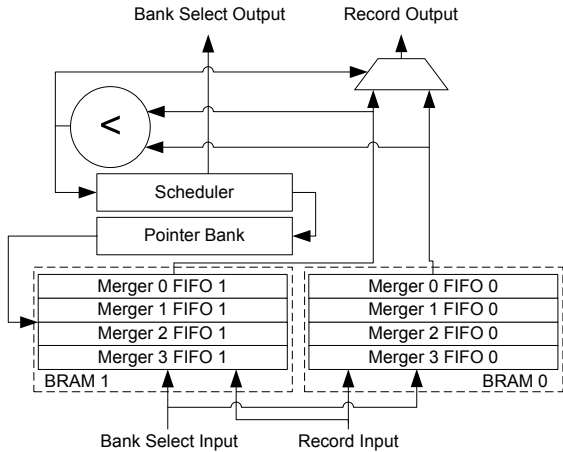 Bank Select Output
Record Output
<
Scheduler
Pointer Bank
Merger 0 FIFO 1
Merger 1 FIFO 1
Merger 2 FIFO 1
Merger 3 FIFO 1
BRAM 1
Merger 0 FIFO 0
Merger 1 FIFO 0
Merger 2 FIFO 0
Merger 3 FIFO 0
BRAM 0
Bank Select Input
Record Input